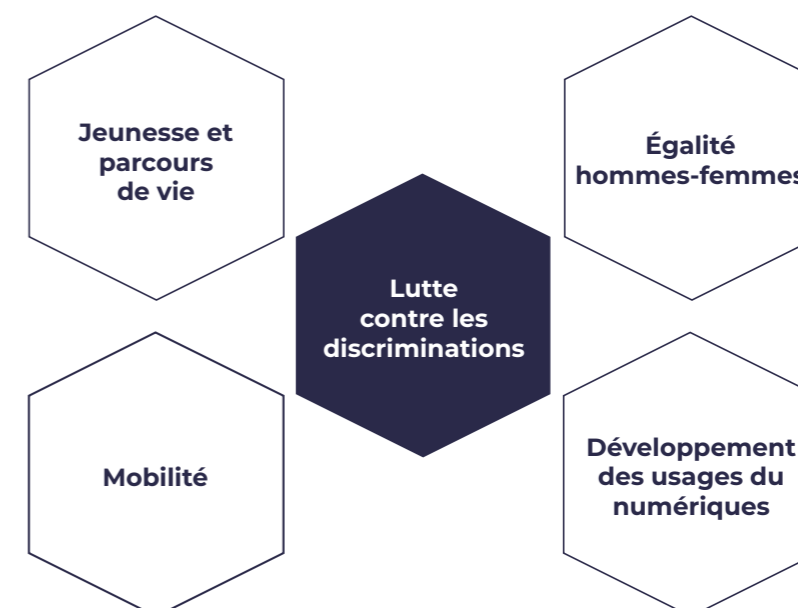 Jeunesse et
parcours
de vie
Égalité
hommes-femmes
Lutte
contre les
discriminations
Mobilité
Développement
des usages du
numériques